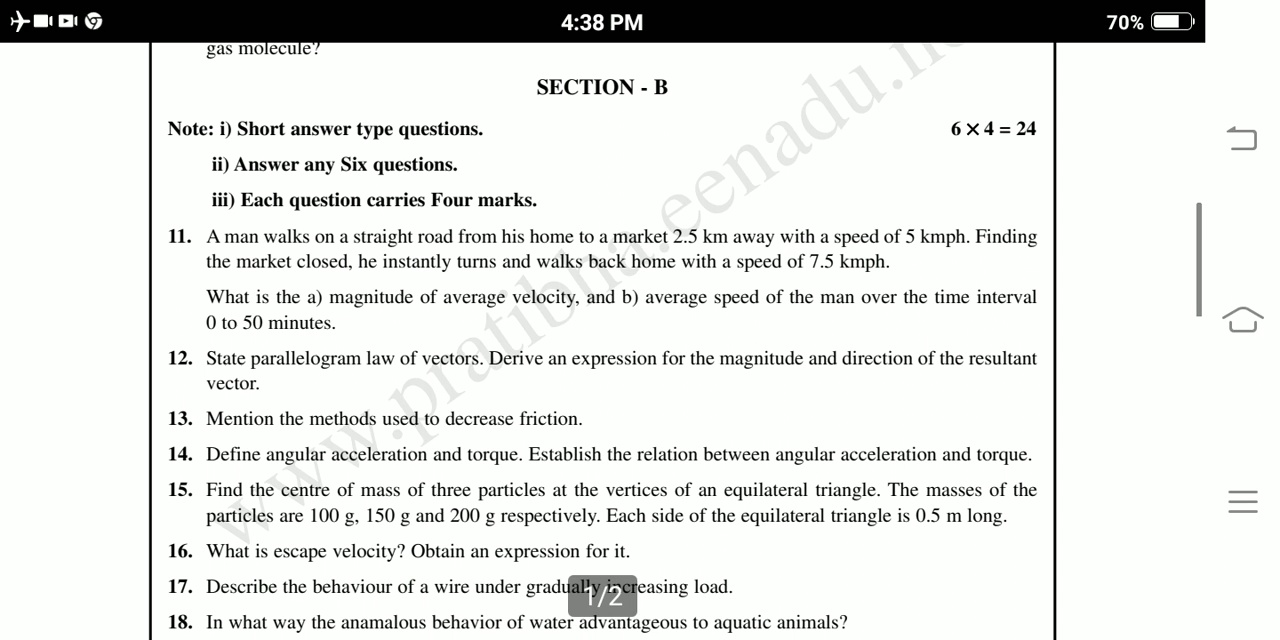 4:38 PM
70%
gas molecule?
SECTION - B
Note: i) Short answer type questions. 6 × 4 = 24
ii) Answer any Six questions.
iii) Each question carries Four marks.
11. A man walks on a straight road from his home to a market 2.5 km away with a speed of 5 kmph. Finding
the market closed, he instantly turns and walks back home with a speed of 7.5 kmph.
What is the a) magnitude of average velocity, and b) average speed of the man over the time interval
0 to 50 minutes.
12. State parallelogram law of vectors. Derive an expression for the magnitude and direction of the resultant
vector.
13. Mention the methods used to decrease friction.
14. Define angular acceleration and torque. Establish the relation between angular acceleration and torque.
15. Find the centre of mass of three particles at the vertices of an equilateral triangle. The masses of the
particles are 100 g, 150 g and 200 g respectively. Each side of the equilateral triangle is 0.5 m long.
16. What is escape velocity? Obtain an expression for it.
17. Describe the behaviour of a wire under gradually increasing load.
1/2
18. In what way the anamalous behavior of water advantageous to aquatic animals?
www.pratibha.eenadu.ne